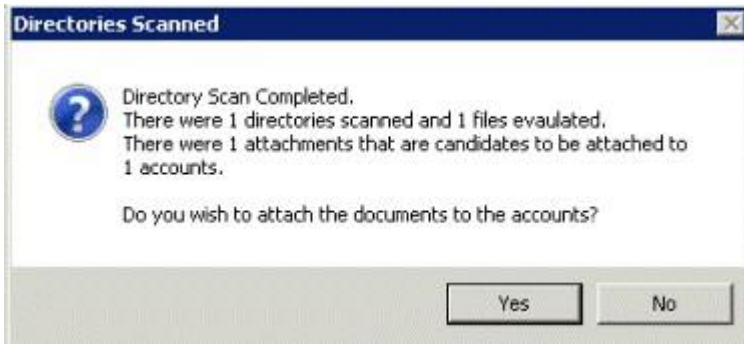 Directories Scanned
Directory Scan Completed.
There were 1 directories scanned and 1 files evaulated.
There were 1 attachments that are candidates to be attached to
1 accounts.
Do you wish to attach the documents to the accounts?
Yes
No